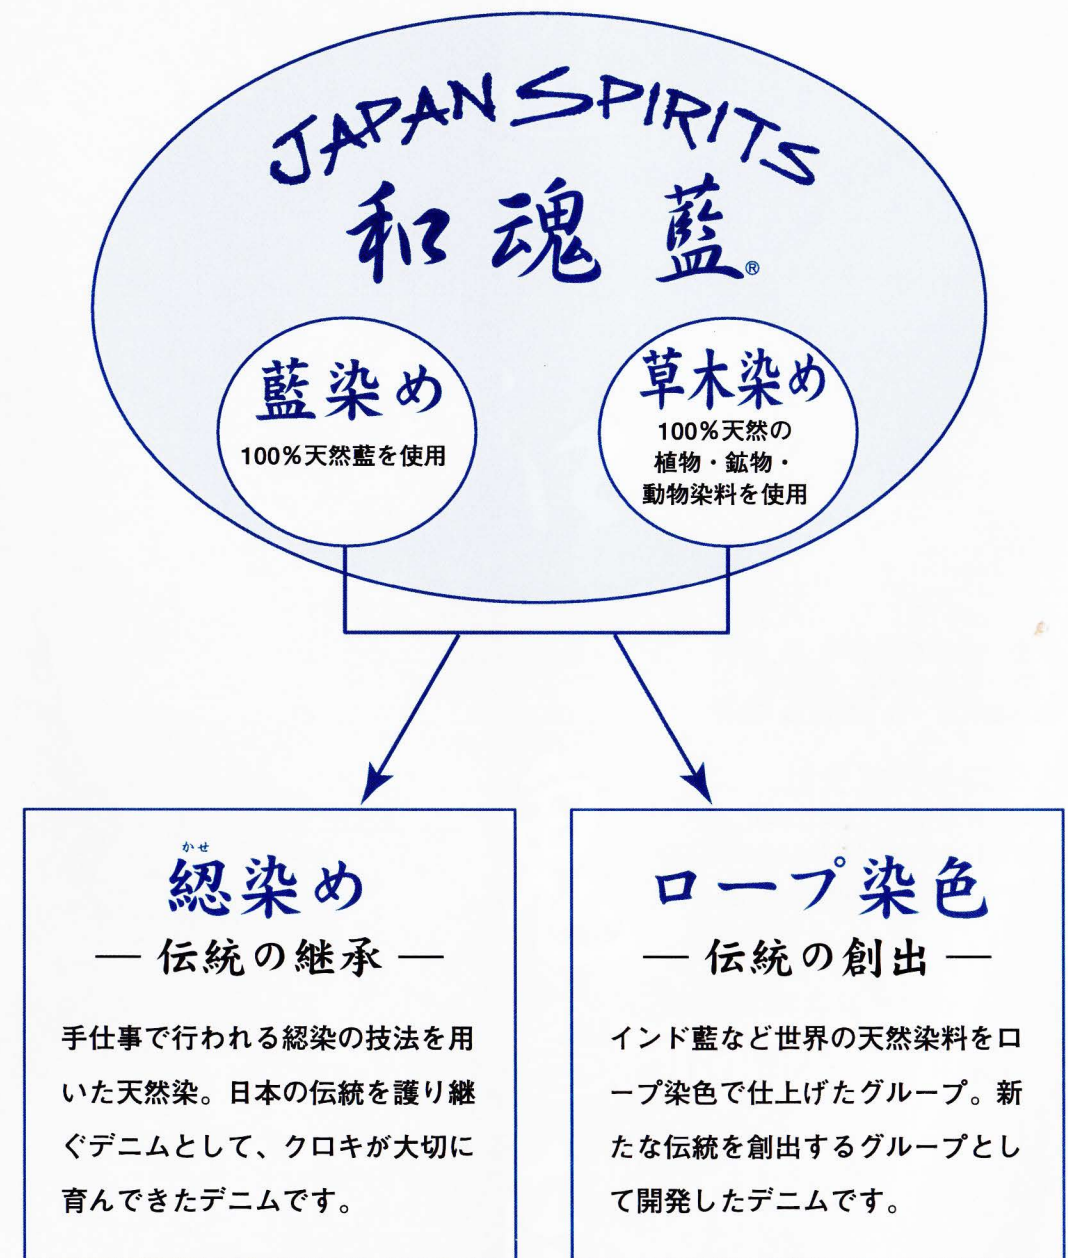 JAPAN SPIRITS
和魂藍®
藍染め
100%天然藍を使用
草木染め
100%天然の
植物・鉱物・
動物染料を使用
かせ
綛染め
― 伝統の継承 ―
手仕事で行われる綛染の技法を用
いた天然染。日本の伝統を護り継
ぐデニムとして、クロキが大切に
育んできたデニムです。
ロープ染色
― 伝統の創出 ―
インド藍など世界の天然染料をロ
ープ染色で仕上げたグループ。新
たな伝統を創出するグループとし
て開発したデニムです。